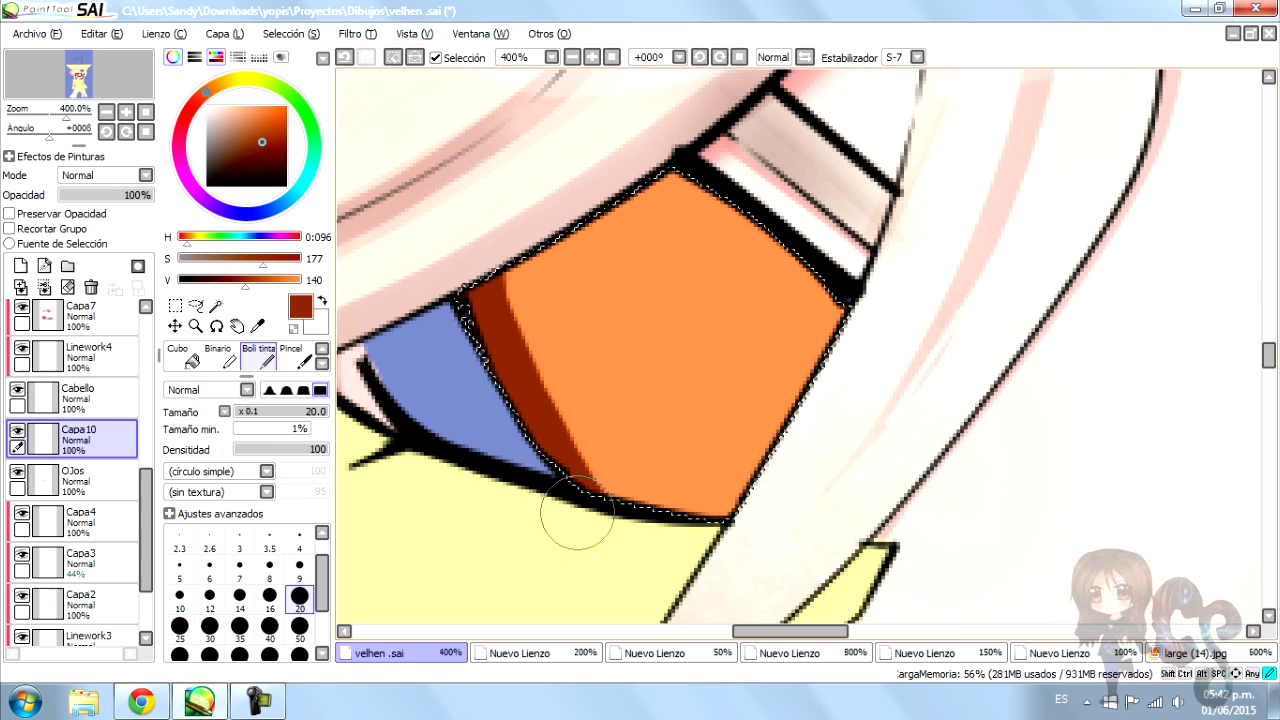 PaintTool SAI C:\Users\Sandy\Downloads\yopis\Proyectos\Dibujos\velhen .sai (*)
Archivo (F) Editar (E) Lienzo (C) Capa (L) Selección (S) Filtro (T) Vista (V) Ventana (W) Otros (O)
Selección 400% +000° Normal Estabilizador S-7
Zoom 400.0%
Ángulo +000ß
Efectos de Pinturas
Modo Normal
Opacidad 100%
Preservar Opacidad
Recortar Grupo
Fuente de Selección
Capa7
Normal
100%
Linework4
Normal
100%
Cabello
Normal
100%
Capa10
Normal
100%
OJos
Normal
100%
Capa4
Normal
100%
Capa3
Normal
44%
Capa2
Normal
100%
Linework3
Normal
H 0:096
S 177
V 140
Cubo Binario Boli tinta Pincel
Normal
Tamaño x 0.1 20.0
Tamaño min. 1%
Densitidad 100
(círculo simple) 100
(sin textura) 95
Ajustes avanzados
2.3 2.6 3 3.5 4
5 6 7 8 9
10 12 14 16 20
25 30 35 40 50
velhen .sai 400% Nuevo Lienzo 200% Nuevo Lienzo 50% Nuevo Lienzo 800% Nuevo Lienzo 150% Nuevo Lienzo 100% large (14).jpg 600%
argaMemoria: 56% (281MB usados / 931MB reservados) Shift Ctrl Alt SPC Any
ES 05:42 p.m.
01/06/2015